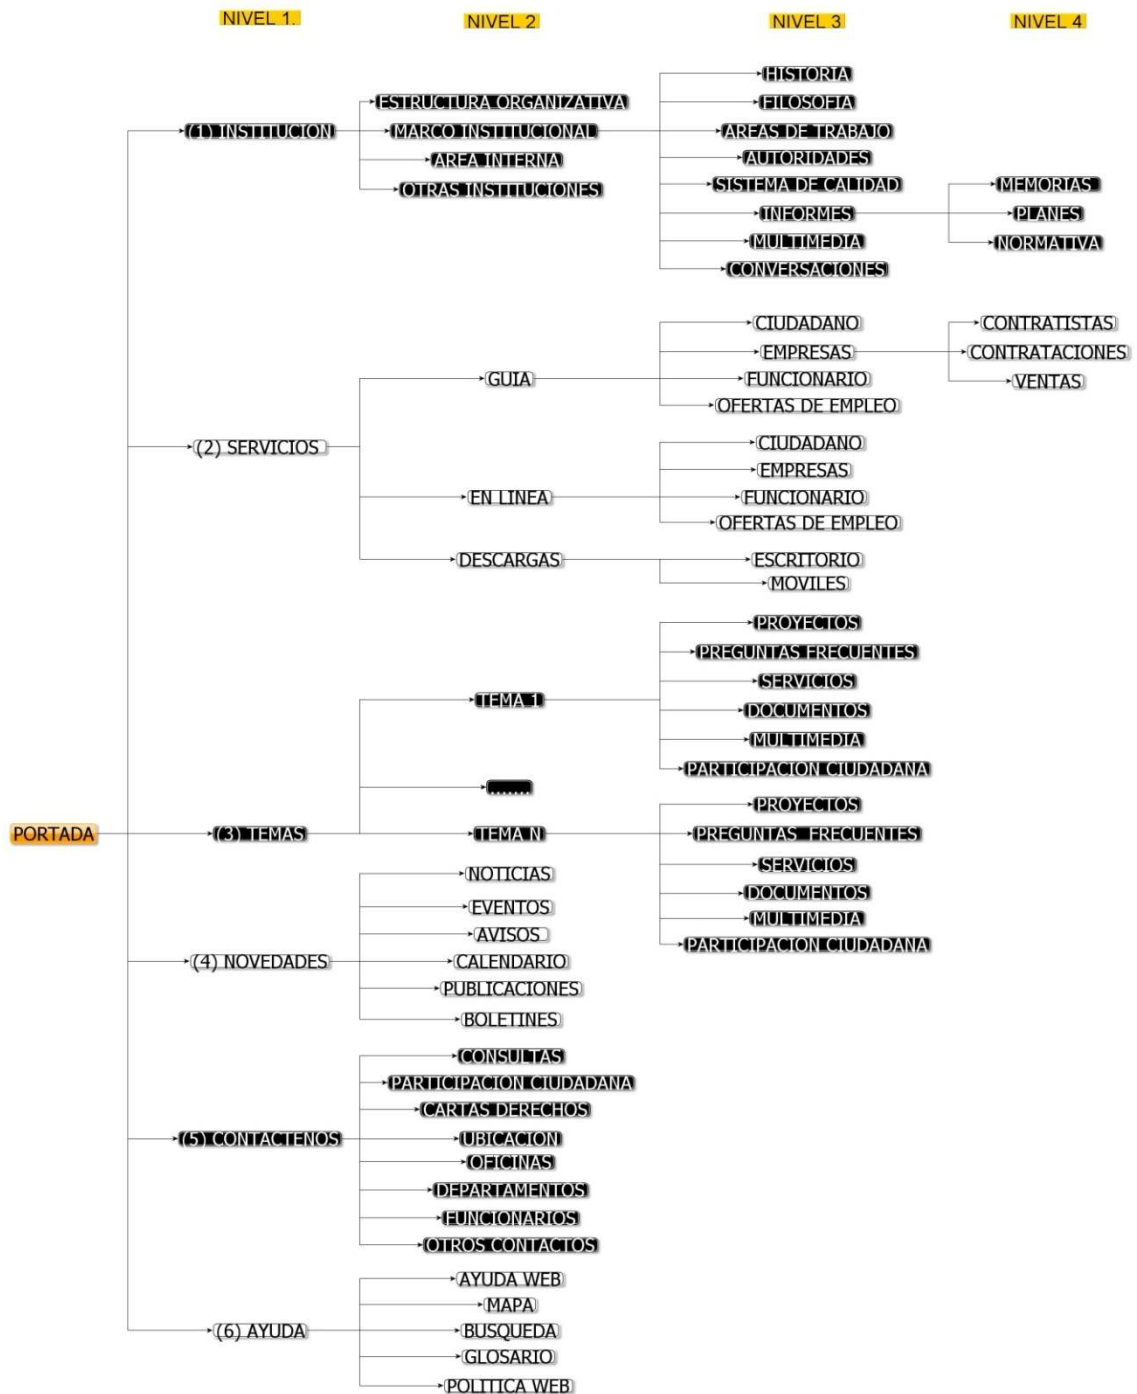 NIVEL 1. NIVEL 2 NIVEL 3 NIVEL 4
HISTORIA
ESTRUCTURA ORGANIZATIVA FILOSOFIA
(1) INSTITUCION MARCO INSTITUCIONAL AREAS DE TRABAJO
AREA INTERNA AUTORIDADES
OTRAS INSTITUCIONES SISTEMA DE CALIDAD MEMORIAS
INFORMES PLANES
MULTIMEDIA NORMATIVA
CONVERSACIONES
CIUDADANO CONTRATISTAS
EMPRESAS CONTRATACIONES
GUIA FUNCIONARIO VENTAS
OFERTAS DE EMPLEO
(2) SERVICIOS CIUDADANO
EMPRESAS
EN LINEA FUNCIONARIO
OFERTAS DE EMPLEO
DESCARGAS ESCRITORIO
MOVILES
PROYECTOS
PREGUNTAS FRECUENTES
SERVICIOS
TEMA 1
DOCUMENTOS
MULTIMEDIA
PARTICIPACION CIUDADANA
.......
PROYECTOS
PORTADA (3) TEMAS TEMA N PREGUNTAS FRECUENTES
SERVICIOS
NOTICIAS
DOCUMENTOS
EVENTOS
MULTIMEDIA
AVISOS
PARTICIPACION CIUDADANA
(4) NOVEDADES CALENDARIO
PUBLICACIONES
BOLETINES
CONSULTAS
PARTICIPACION CIUDADANA
CARTAS DERECHOS
(5) CONTACTENOS UBICACION
OFICINAS
DEPARTAMENTOS
FUNCIONARIOS
OTROS CONTACTOS
AYUDA WEB
MAPA
(6) AYUDA BUSQUEDA
GLOSARIO
POLITICA WEB